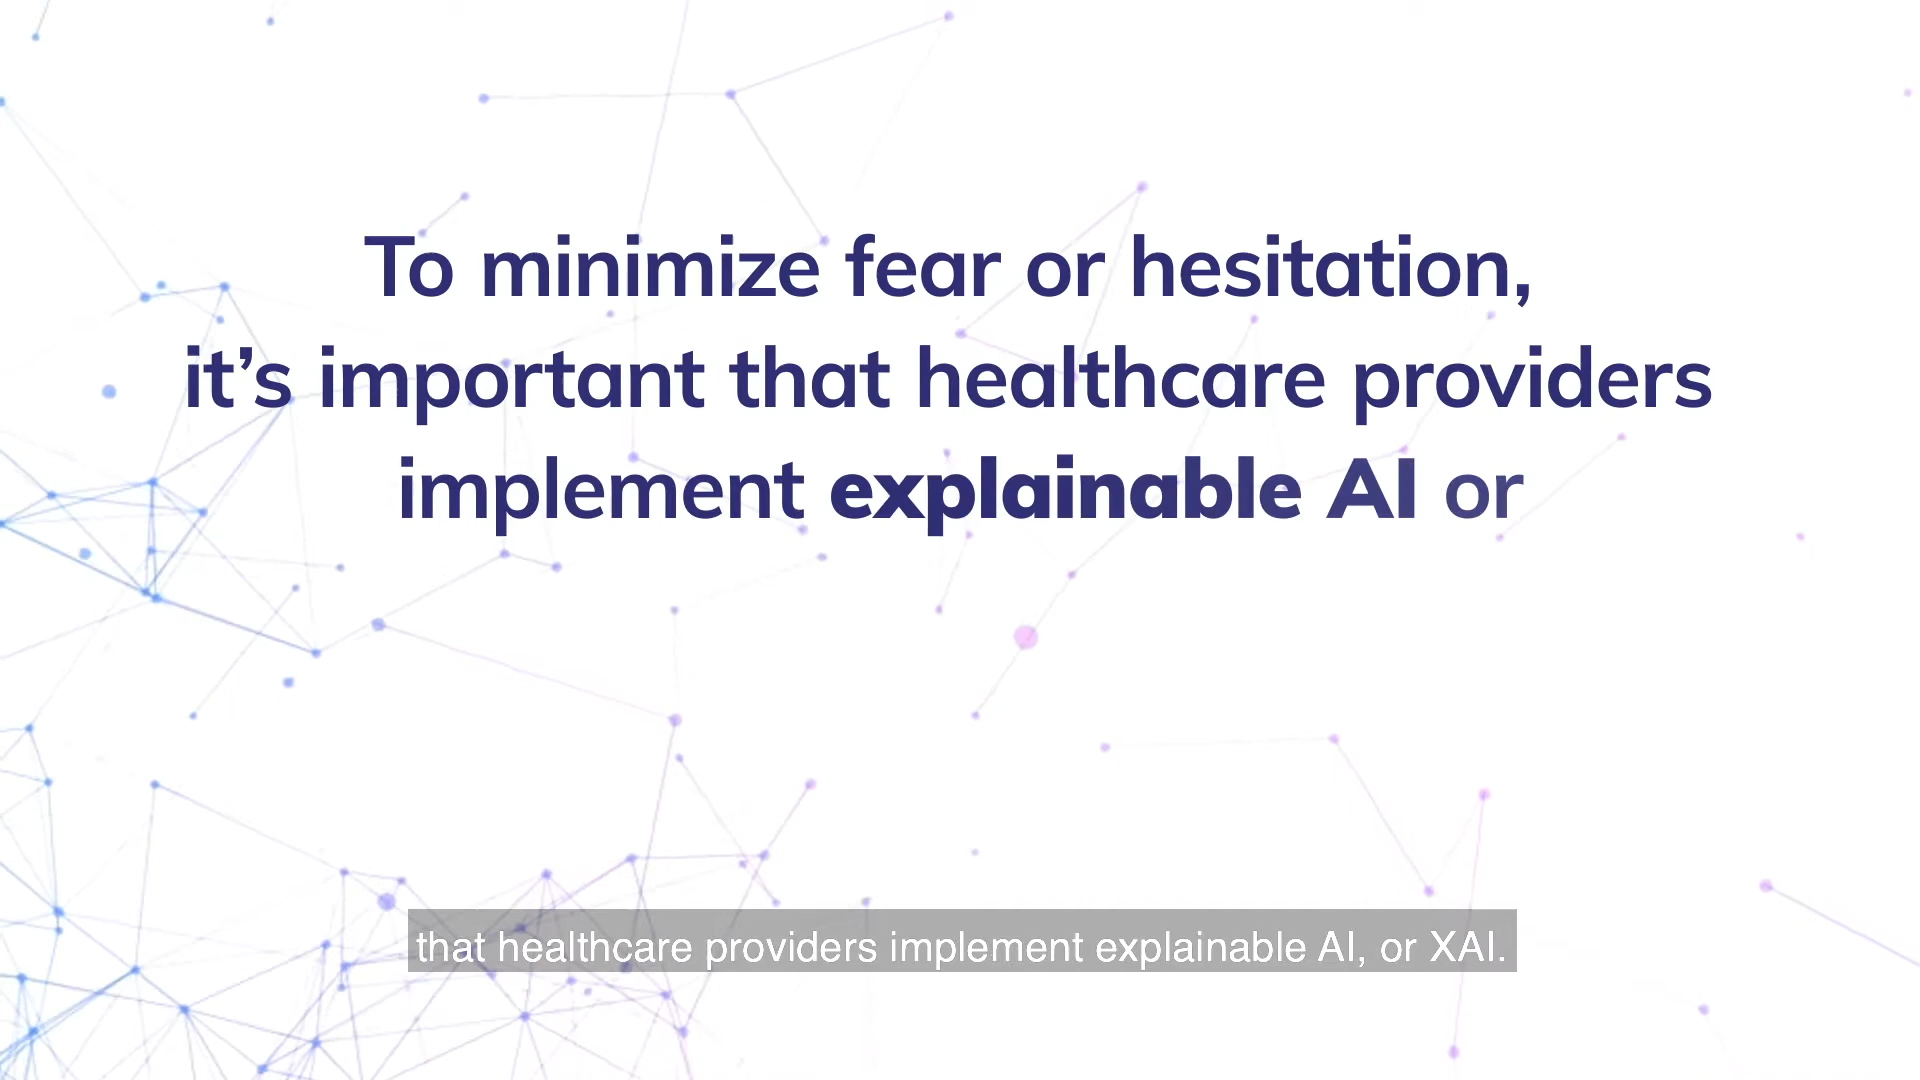 To minimize fear or hesitation,
it’s important that healthcare providers
implement explainable AI or
that healthcare providers implement explainable AI, or XAI.